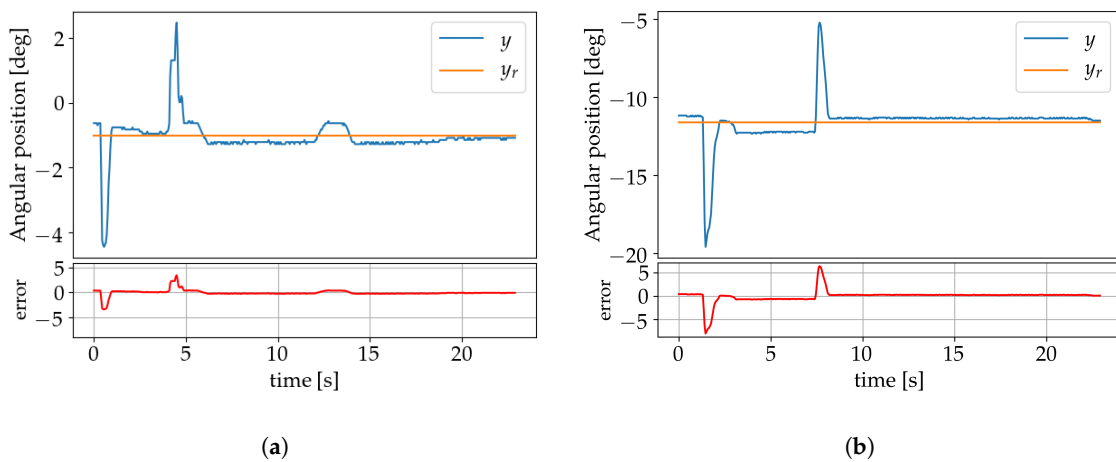 Angular position [deg]
2
0
−2
−4
y
y_r
error
5
0
−5
0 5 10 15 20
time [s]
(a)
Angular position [deg]
−5
−10
−15
−20
y
y_r
error
5
0
−5
0 5 10 15 20
time [s]
(b)